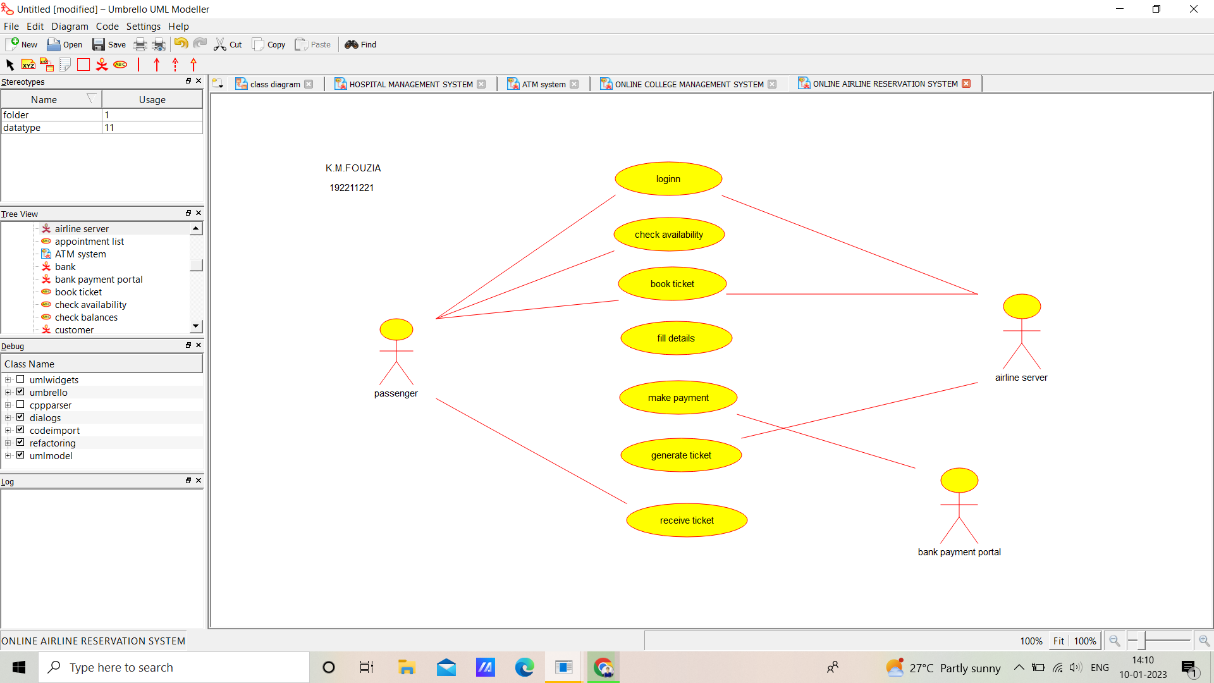 Untitled [modified] – Umbrello UML Modeller
File Edit Diagram Code Settings Help
New Open Save Cut Copy Paste Find
Stereotypes
Name Usage
folder 1
datatype 11
Tree View
airline server
appointment list
ATM system
bank
bank payment portal
book ticket
check availability
check balances
customer
Debug
Class Name
umlwidgets
umbrello
cppparser
dialogs
codeimport
refactoring
umlmodel
Log
class diagram
HOSPITAL MANAGEMENT SYSTEM
ATM system
ONLINE COLLEGE MANAGEMENT SYSTEM
ONLINE AIRLINE RESERVATION SYSTEM
K.M.FOUZIA
192211221
loginn
check availability
book ticket
fill details
make payment
generate ticket
receive ticket
passenger
airline server
bank payment portal
ONLINE AIRLINE RESERVATION SYSTEM
100% Fit 100%
Type here to search
27°C Partly sunny
ENG
14:10
10-01-2023
1